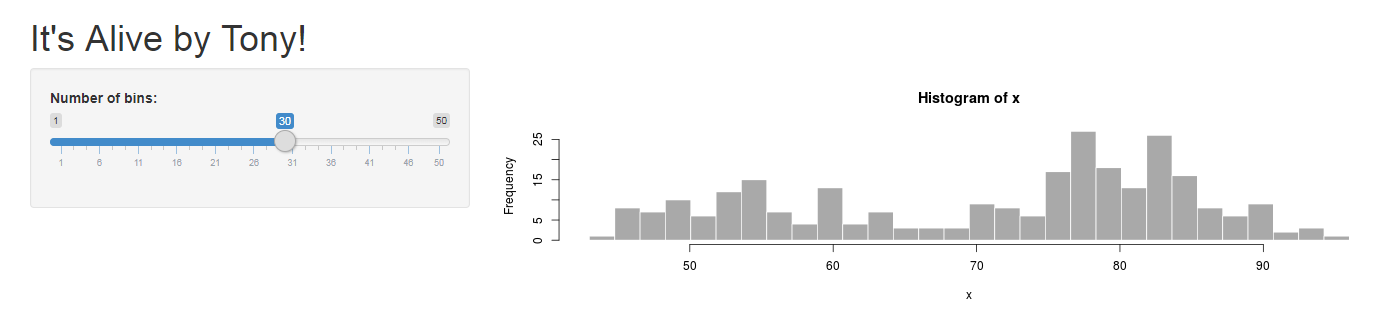 It's Alive by Tony!
Number of bins:
1 30 50
1 6 11 16 21 26 31 36 41 46 50
Histogram of x
Frequency
0 5 15 25
50 60 70 80 90
x